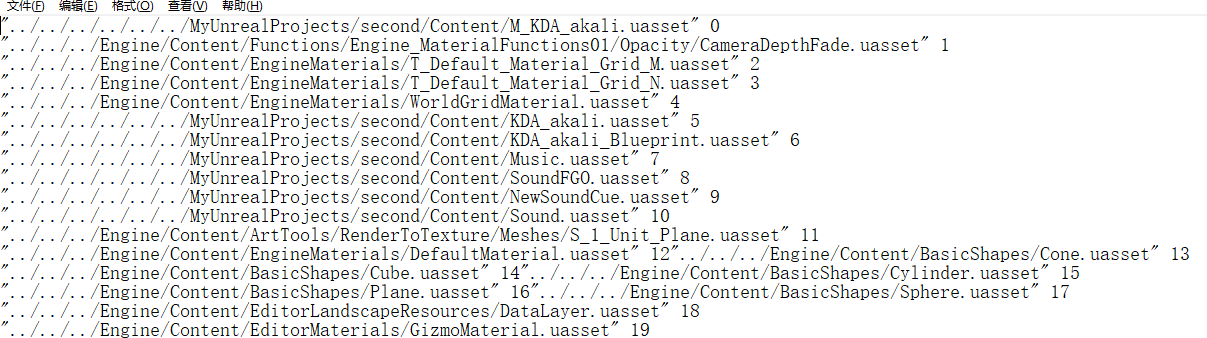 文件(F) 编辑(E) 格式(O) 查看(V) 帮助(H)
"../../../../../../MyUnrealProjects/second/Content/M_KDA_akali.uasset" 0
"../../../Engine/Content/Functions/Engine_MaterialFunctions01/Opacity/CameraDepthFade.uasset" 1
"../../../Engine/Content/EngineMaterials/T_Default_Material_Grid_M.uasset" 2
"../../../Engine/Content/EngineMaterials/T_Default_Material_Grid_N.uasset" 3
"../../../Engine/Content/EngineMaterials/WorldGridMaterial.uasset" 4
"../../../../../../MyUnrealProjects/second/Content/KDA_akali.uasset" 5
"../../../../../../MyUnrealProjects/second/Content/KDA_akali_Blueprint.uasset" 6
"../../../../../../MyUnrealProjects/second/Content/Music.uasset" 7
"../../../../../../MyUnrealProjects/second/Content/SoundFGO.uasset" 8
"../../../../../../MyUnrealProjects/second/Content/NewSoundCue.uasset" 9
"../../../../../../MyUnrealProjects/second/Content/Sound.uasset" 10
"../../../Engine/Content/ArtTools/RenderToTexture/Meshes/S_1_Unit_Plane.uasset" 11
"../../../Engine/Content/EngineMaterials/DefaultMaterial.uasset" 12"../../../Engine/Content/BasicShapes/Cone.uasset" 13
"../../../Engine/Content/BasicShapes/Cube.uasset" 14"../../../Engine/Content/BasicShapes/Cylinder.uasset" 15
"../../../Engine/Content/BasicShapes/Plane.uasset" 16"../../../Engine/Content/BasicShapes/Sphere.uasset" 17
"../../../Engine/Content/EditorLandscapeResources/DataLayer.uasset" 18
"../../../Engine/Content/EditorMaterials/GizmoMaterial.uasset" 19